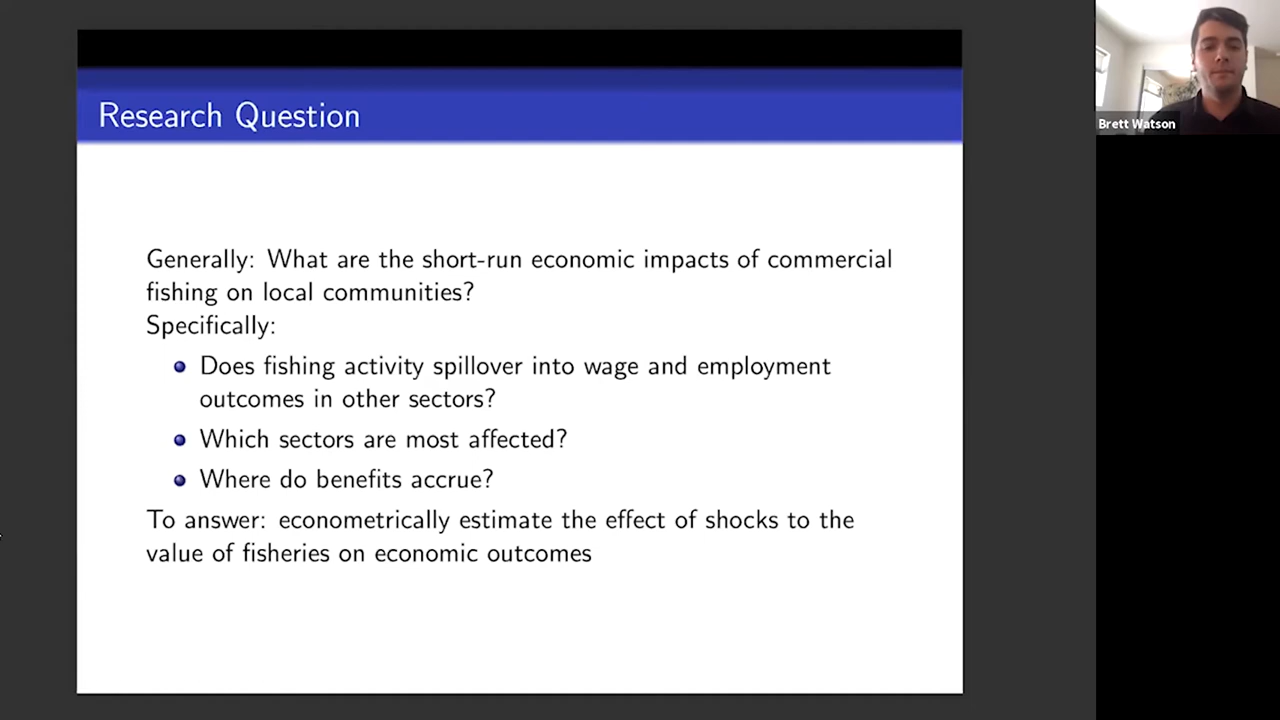 Research Question
Generally: What are the short-run economic impacts of commercial
fishing on local communities?
Specifically:
Does fishing activity spillover into wage and employment
outcomes in other sectors?
Which sectors are most affected?
Where do benefits accrue?
To answer: econometrically estimate the effect of shocks to the
value of fisheries on economic outcomes
Brett Watson